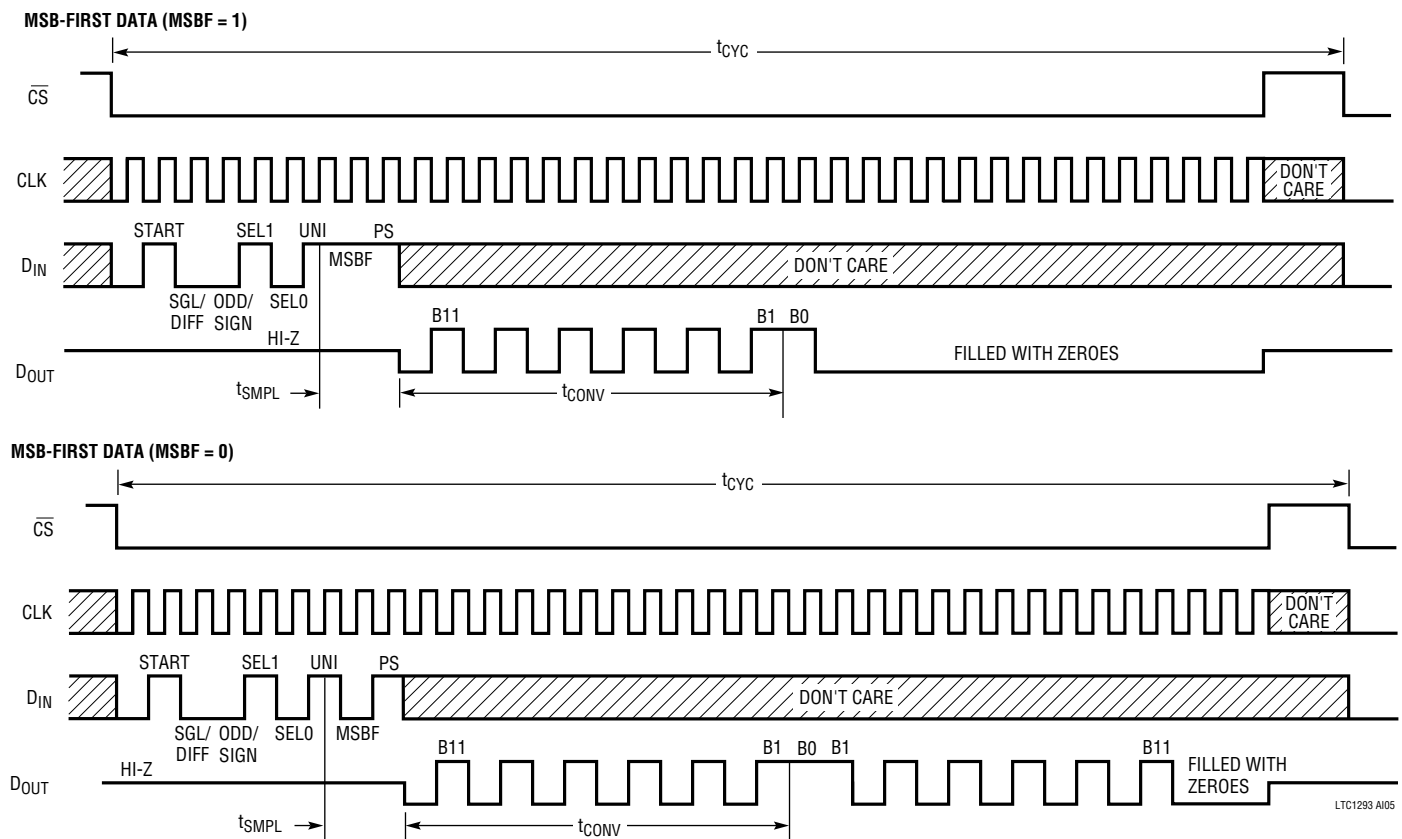 MSB-FIRST DATA (MSBF = 1)
tCYC
CS
CLK
DON'T
CARE
START SEL1 UNI PS
DIN
MSBF
DON'T CARE
SGL/ ODD/ SEL0
DIFF SIGN
B11 B1 B0
HI-Z
FILLED WITH ZEROES
DOUT
tSMPL
tCONV
MSB-FIRST DATA (MSBF = 0)
tCYC
CS
CLK
DON'T
CARE
START SEL1 UNI PS
DIN
DON'T CARE
SGL/ ODD/ SEL0 MSBF
DIFF SIGN
B11 B1 B0 B1 B11
HI-Z
FILLED WITH
ZEROES
DOUT
LTC1293 AI05
tSMPL
tCONV